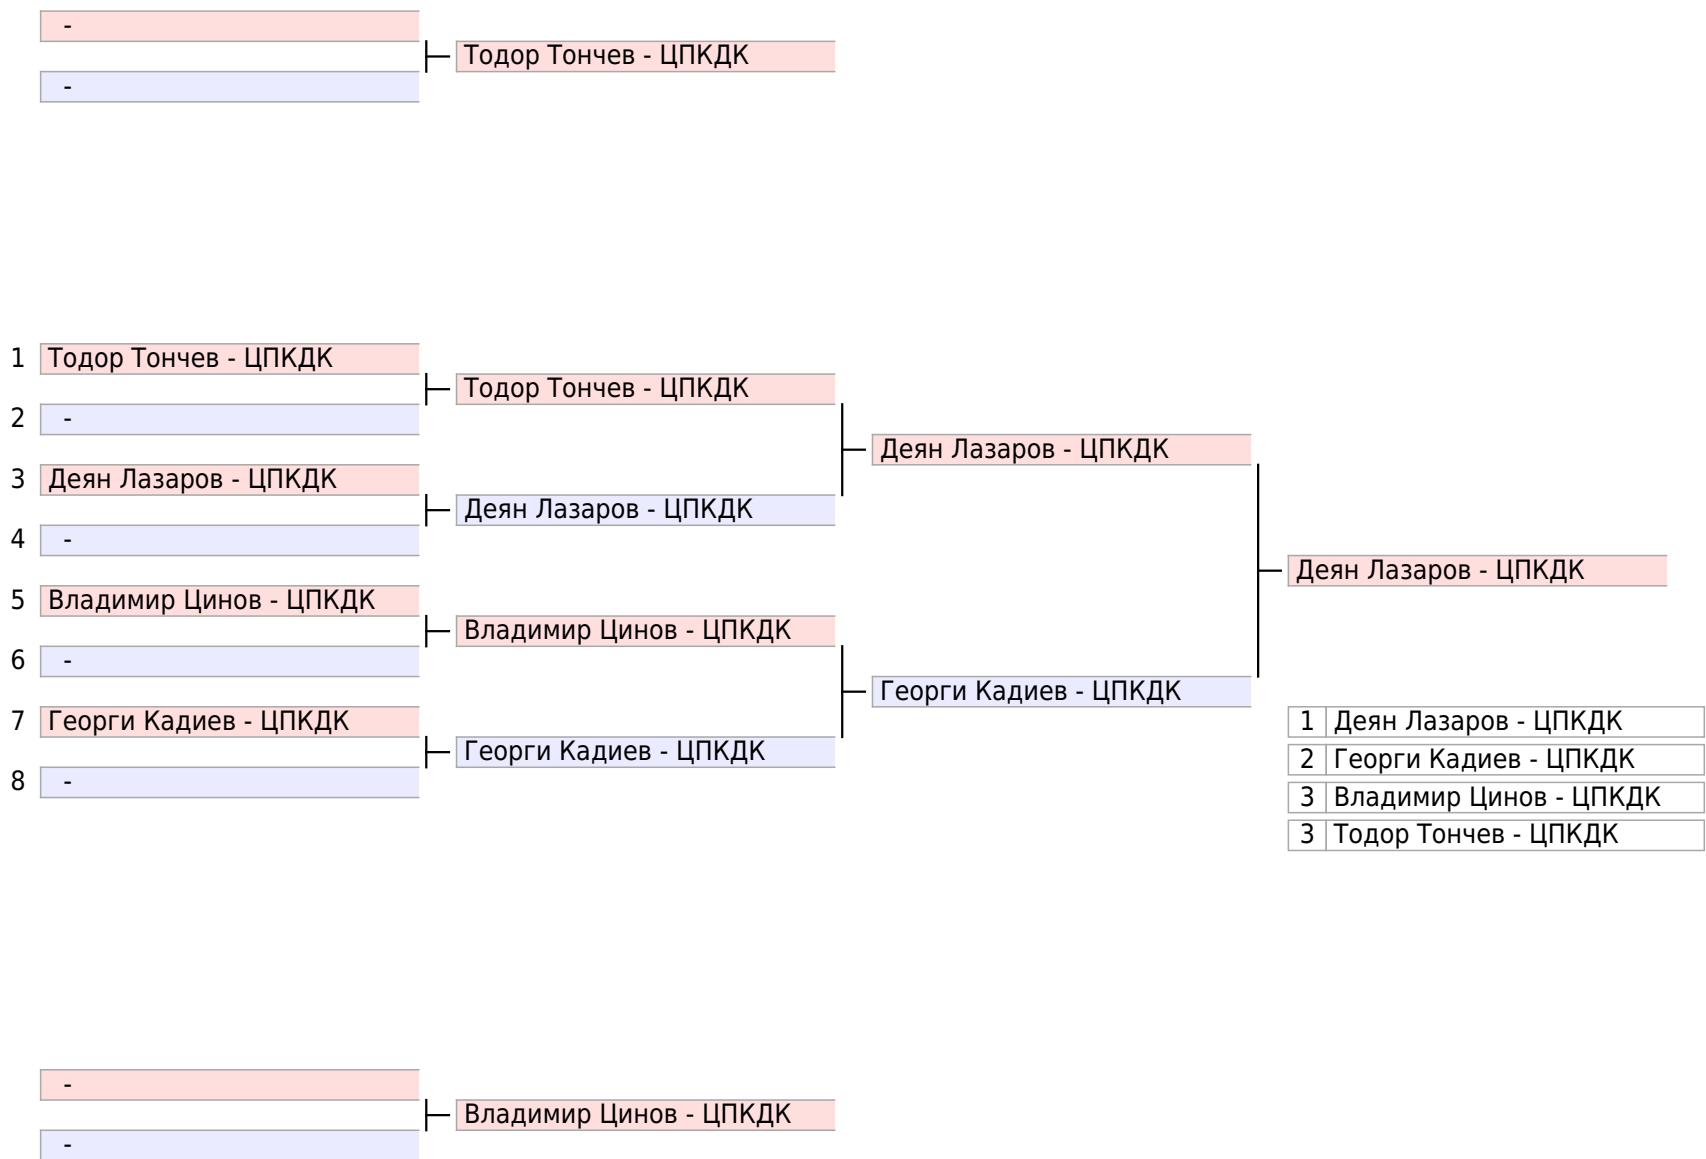 -
Тодор Тончев - ЦПКДК
-
1 Тодор Тончев - ЦПКДК
Тодор Тончев - ЦПКДК
2 -
Деян Лазаров - ЦПКДК
3 Деян Лазаров - ЦПКДК
Деян Лазаров - ЦПКДК
4 -
Деян Лазаров - ЦПКДК
5 Владимир Цинов - ЦПКДК
Владимир Цинов - ЦПКДК
6 -
Георги Кадиев - ЦПКДК
7 Георги Кадиев - ЦПКДК
Георги Кадиев - ЦПКДК
8 -
1 Деян Лазаров - ЦПКДК
2 Георги Кадиев - ЦПКДК
3 Владимир Цинов - ЦПКДК
3 Тодор Тончев - ЦПКДК
-
Владимир Цинов - ЦПКДК
-